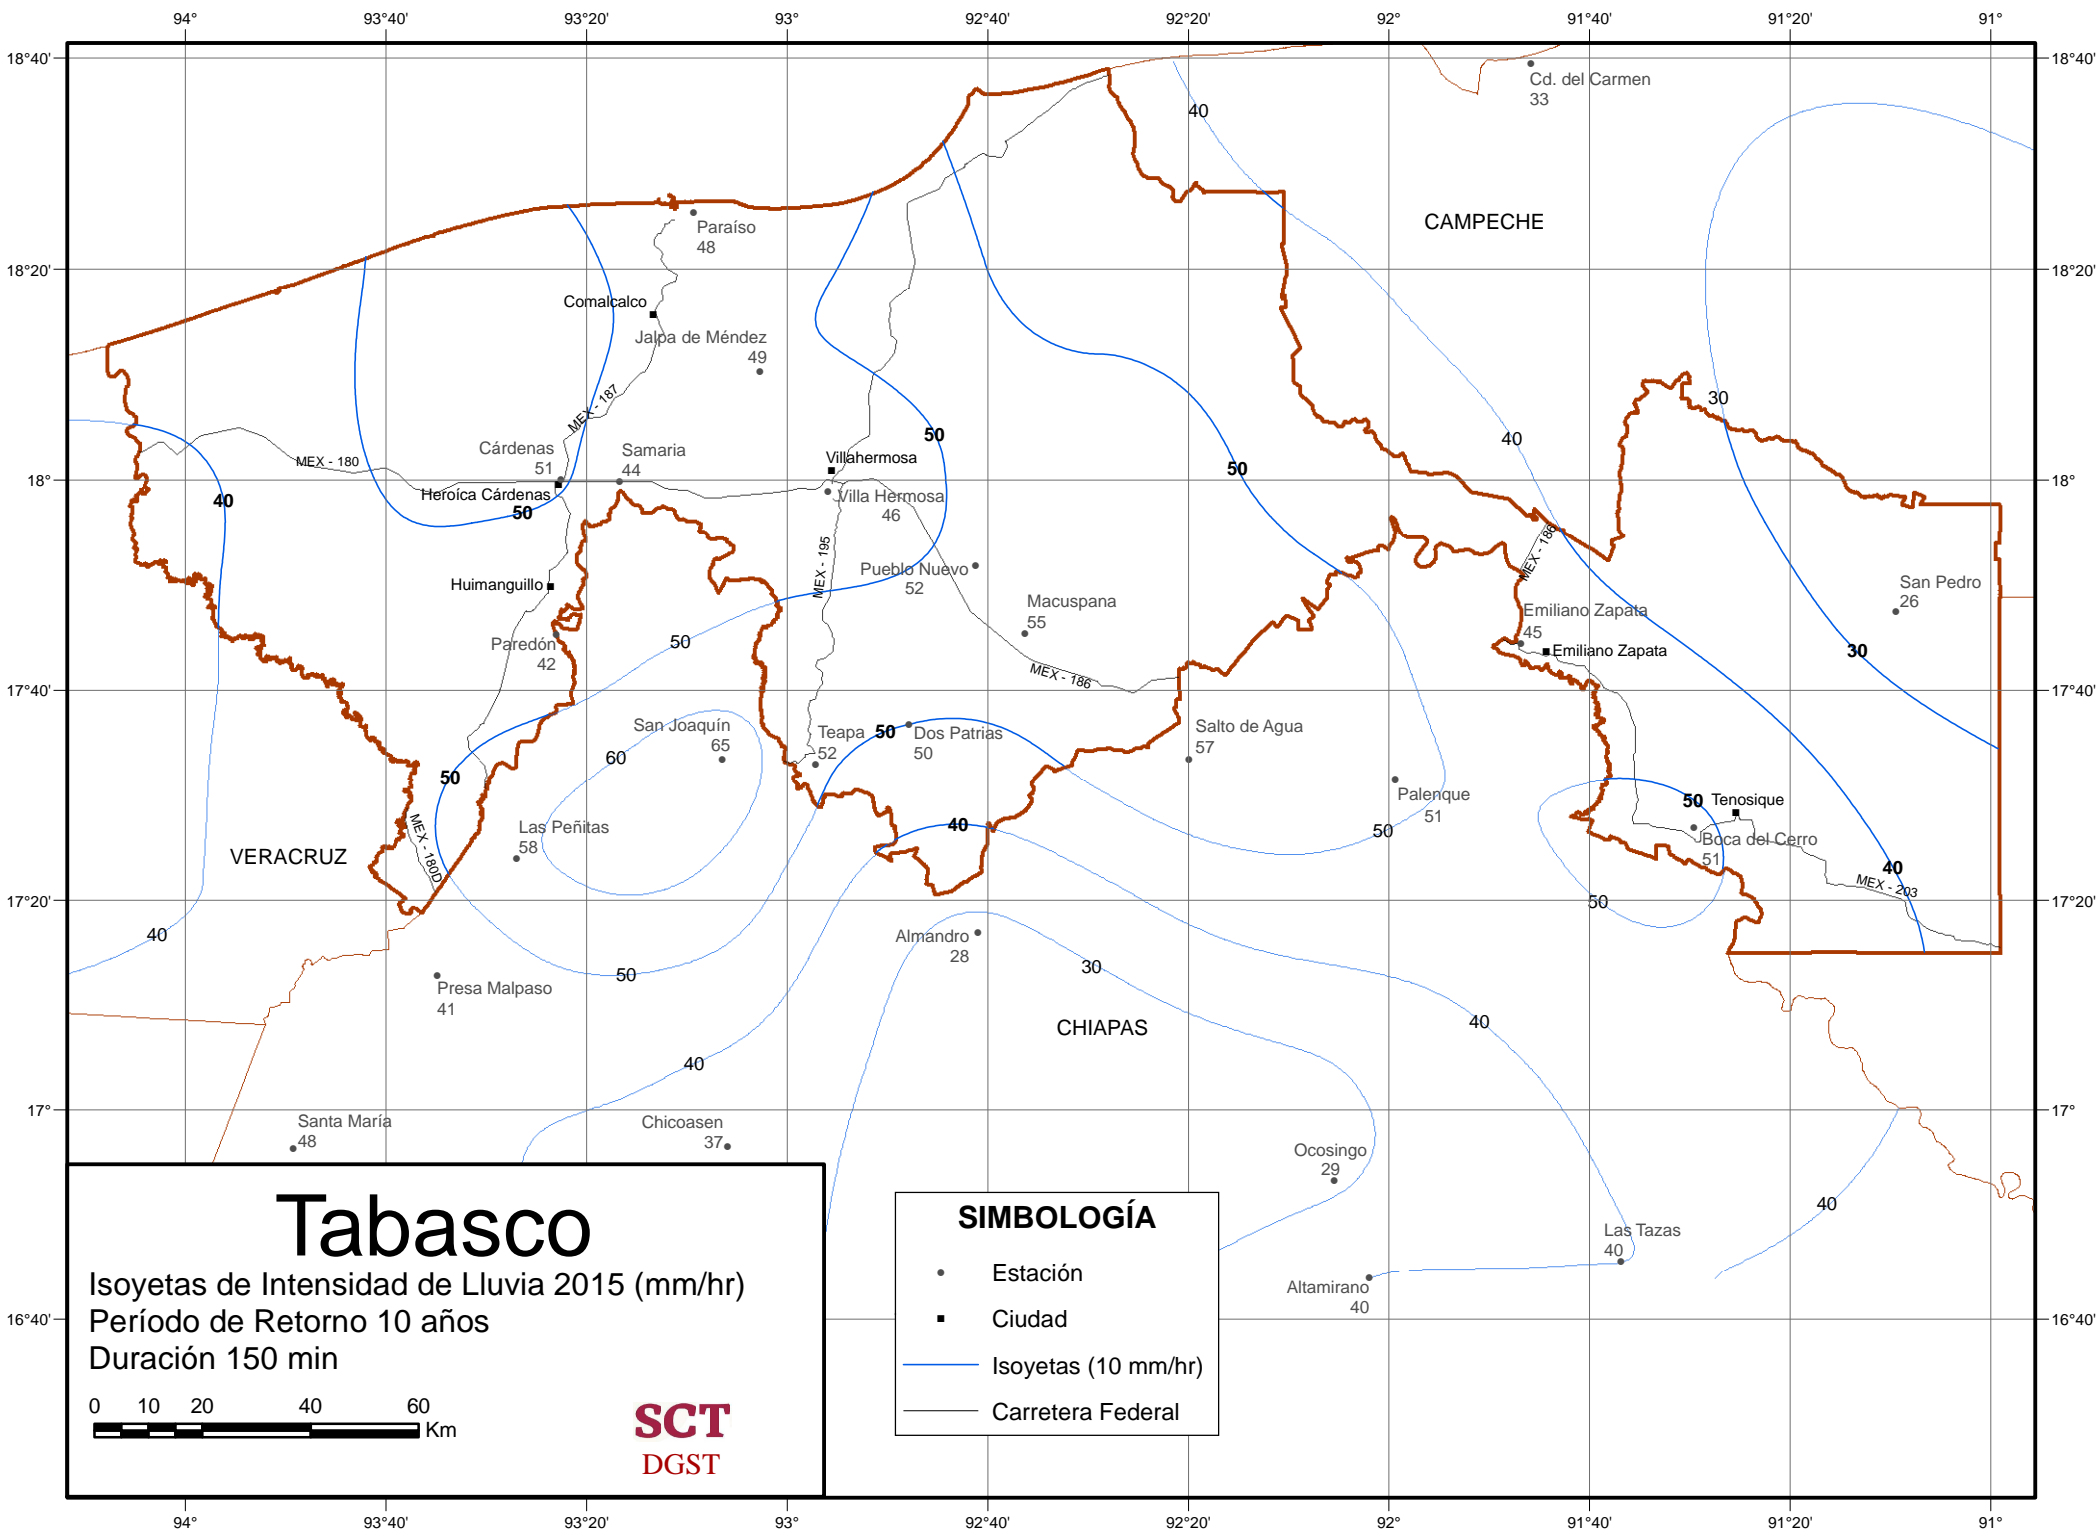 94° 93°40' 93°20' 93° 92°40' 92°20' 92° 91°40' 91°20' 91°
18°40' 18°40'
Cd. del Carmen
33
40
CAMPECHE
Paraíso
48
18°20' 18°20'
Comalcalco
Jalpa de Méndez
49
30
MEX - 187
50
40
Cárdenas
51
Samaria
44
MEX - 180
Villahermosa
50
18° 18°
40
Heroíca Cárdenas
50
Villa Hermosa
46
MEX - 195
MEX - 186
Pueblo Nuevo
52
Huimanguillo
San Pedro
26
Macuspana
55
Emiliano Zapata
45
Paredón
42
50
Emiliano Zapata
30
MEX - 186
17°40' 17°40'
San Joaquín
65
Teapa
52
50
Dos Patrias
50
Salto de Agua
57
60
50
Palenque
51
50
Tenosique
MEX - 180D
Las Peñitas
58
40
50
Boca del Cerro
51
VERACRUZ
40
MEX - 203
17°20' 17°20'
50
40
Almandro
28
30
50
Presa Malpaso
41
CHIAPAS
40
40
17° 17°
Santa María
48
Chicoasen
37
Ocosingo
29
40
Las Tazas
40
Altamirano
40
16°40' 16°40'
Tabasco
Isoyetas de Intensidad de Lluvia 2015 (mm/hr)
Período de Retorno 10 años
Duración 150 min
0 10 20 40 60
Km
SCT
DGST
SIMBOLOGÍA
Estación
Ciudad
Isoyetas (10 mm/hr)
Carretera Federal
94° 93°40' 93°20' 93° 92°40' 92°20' 92° 91°40' 91°20' 91°